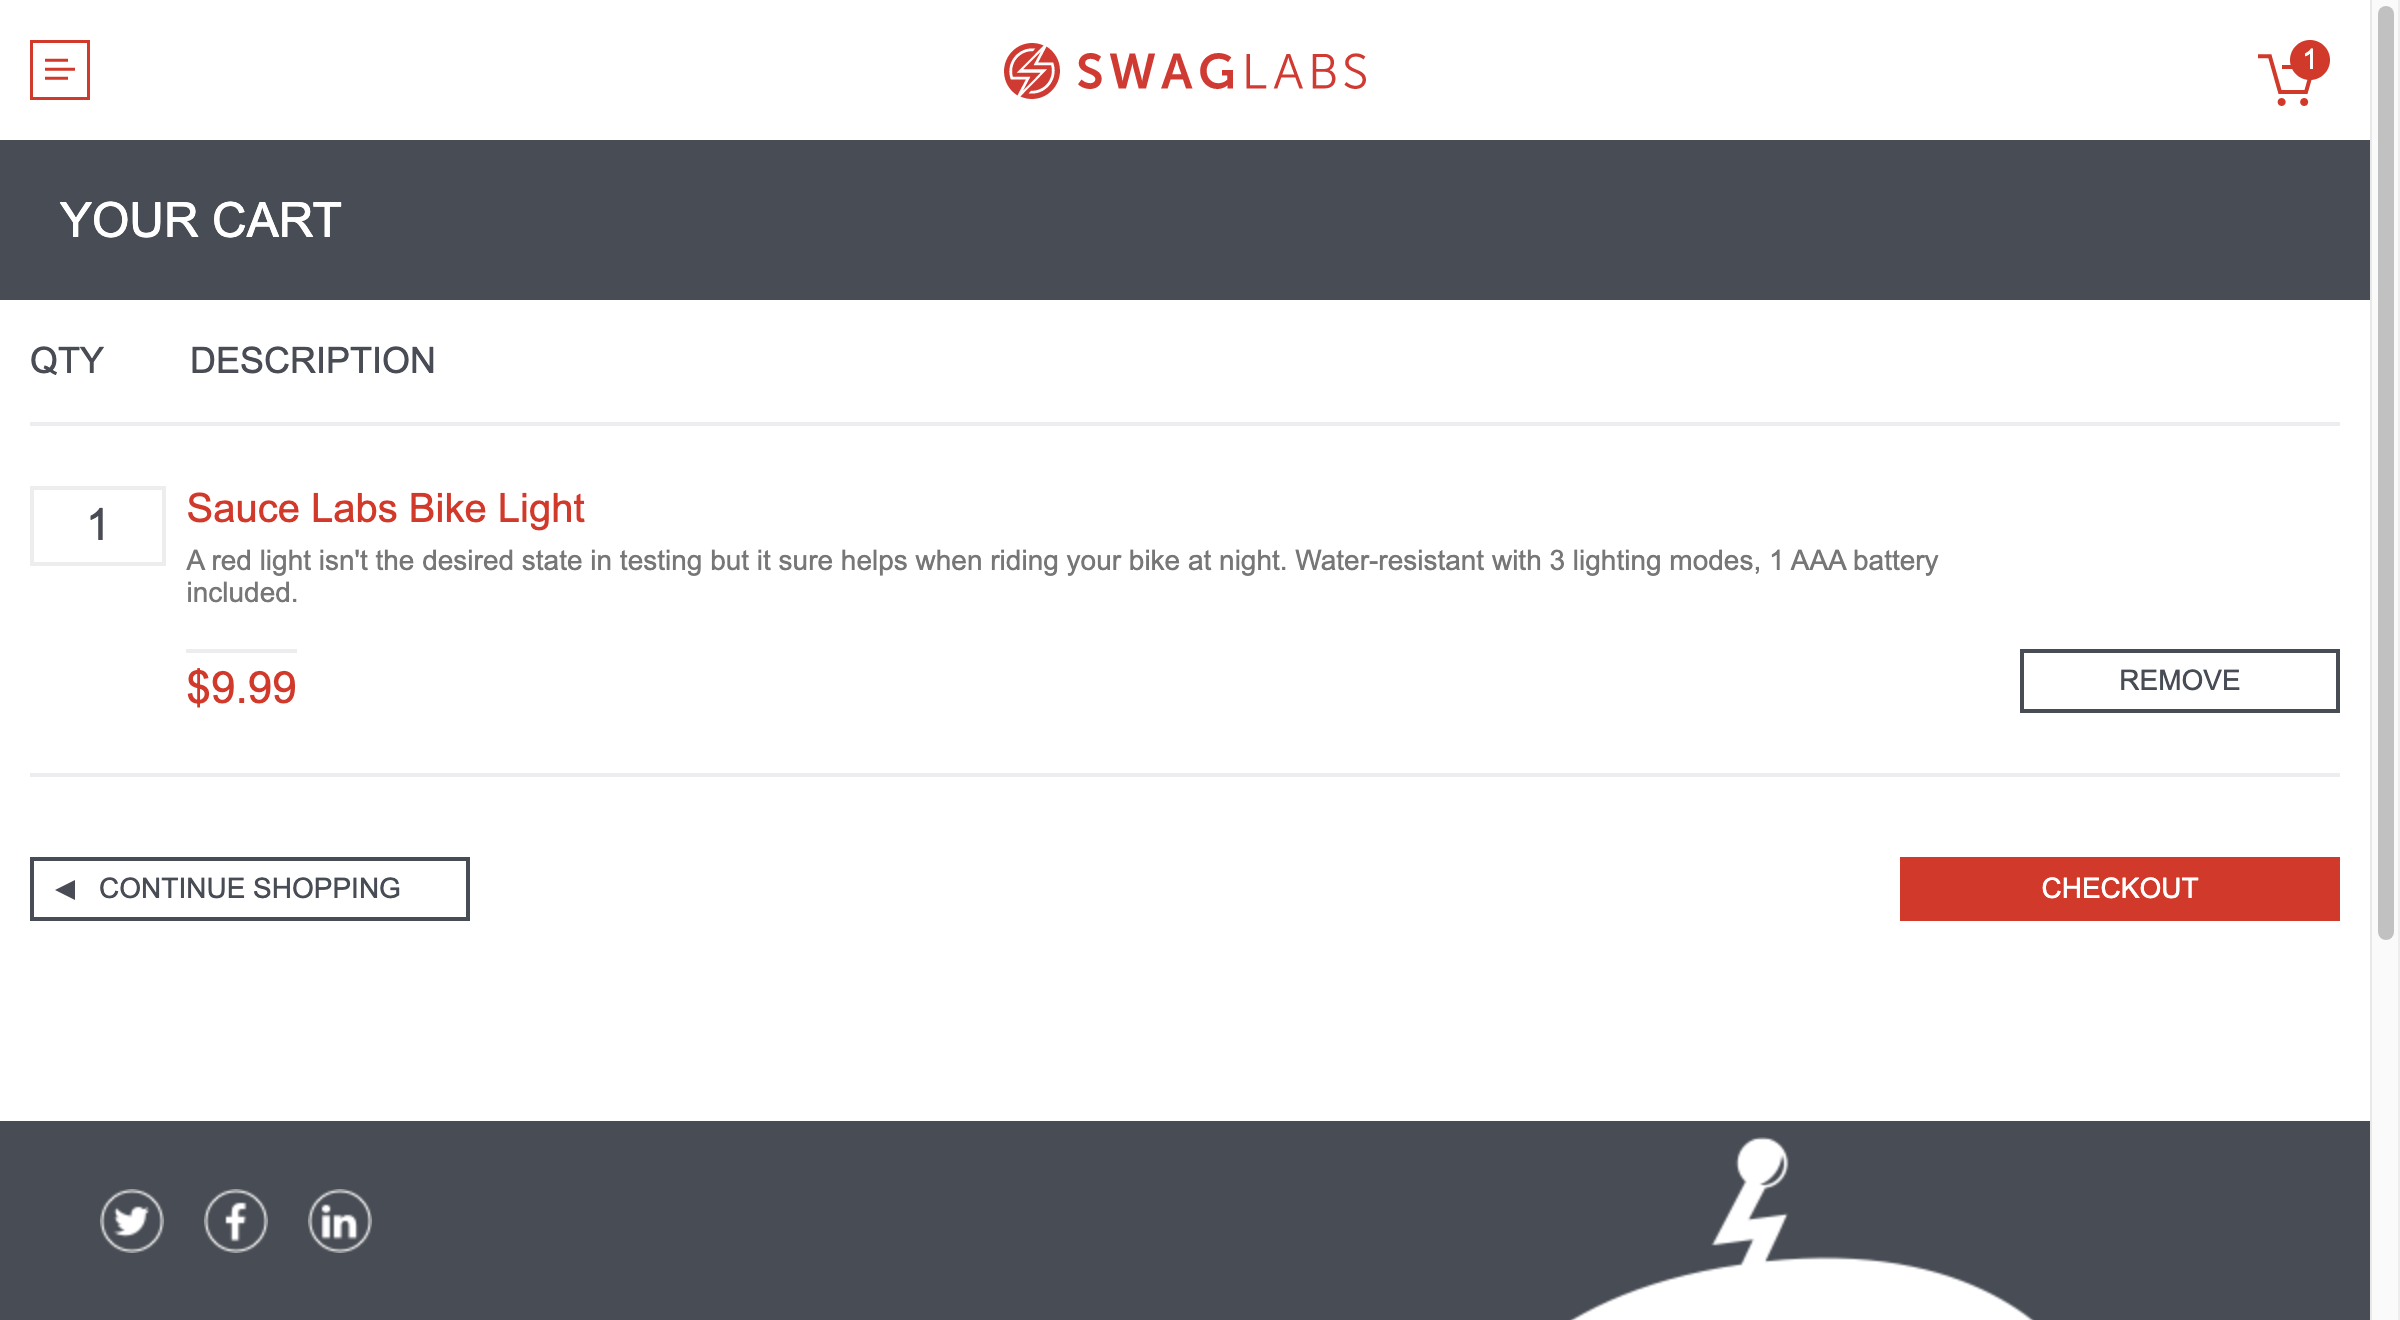 SWAGLABS
1
YOUR CART
QTY DESCRIPTION
1
Sauce Labs Bike Light
A red light isn't the desired state in testing but it sure helps when riding your bike at night. Water-resistant with 3 lighting modes, 1 AAA battery
included.
$9.99
REMOVE
CONTINUE SHOPPING
CHECKOUT
f
in